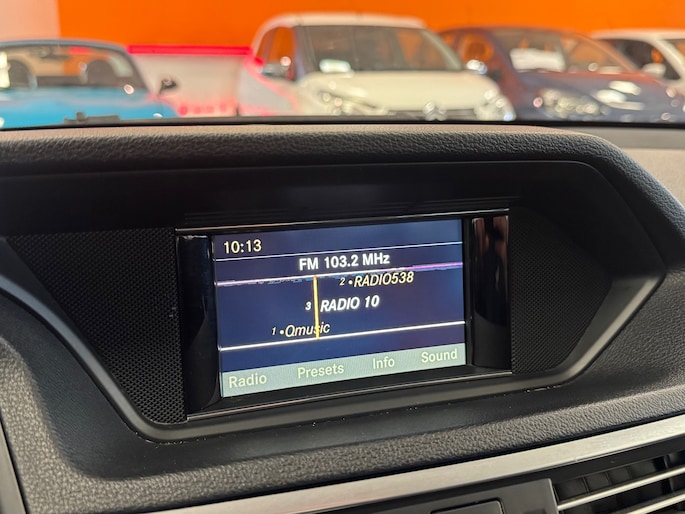 10:13
FM 103.2 MHz
2 •RADIO538
3 RADIO 10
1 •Qmusic
Radio Presets Info Sound